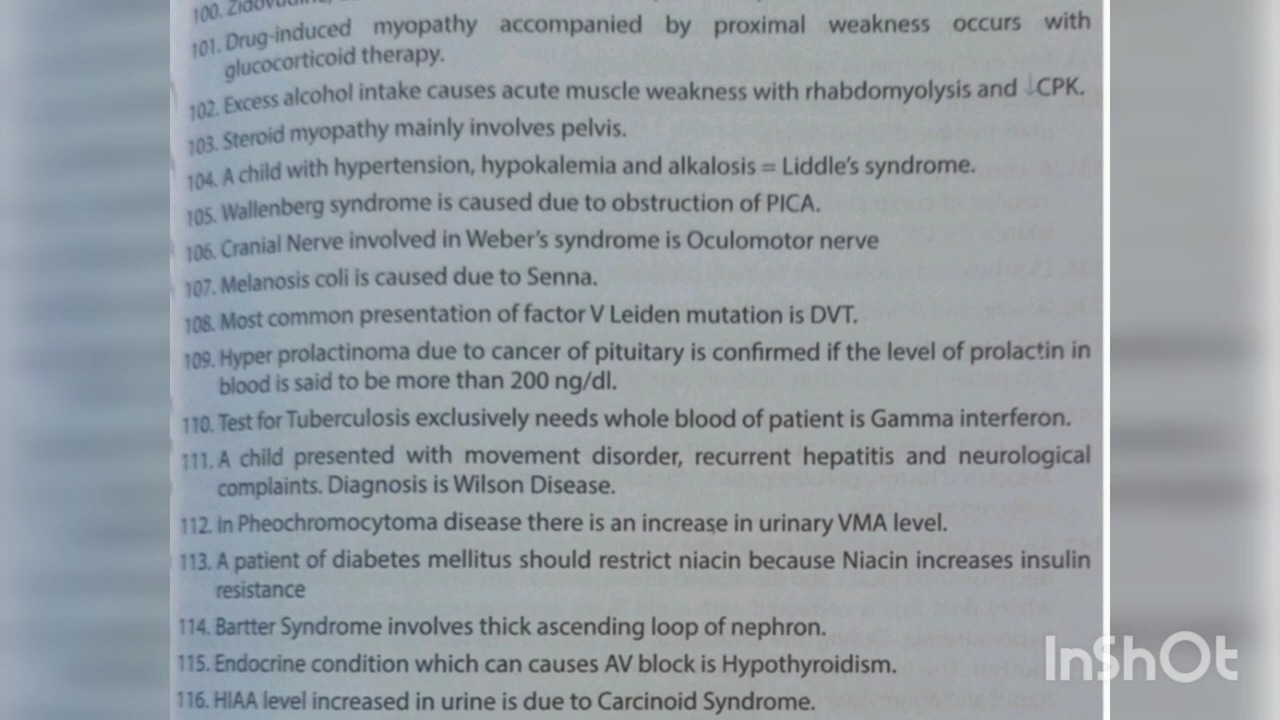 100. Zidovudine,
101. Drug-induced myopathy accompanied by proximal weakness occurs with
glucocorticoid therapy.
102. Excess alcohol intake causes acute muscle weakness with rhabdomyolysis and ↓CPK.
103. Steroid myopathy mainly involves pelvis.
104. A child with hypertension, hypokalemia and alkalosis = Liddle's syndrome.
105. Wallenberg syndrome is caused due to obstruction of PICA.
106. Cranial Nerve involved in Weber's syndrome is Oculomotor nerve
107. Melanosis coli is caused due to Senna.
108. Most common presentation of factor V Leiden mutation is DVT.
109. Hyper prolactinoma due to cancer of pituitary is confirmed if the level of prolactin in
blood is said to be more than 200 ng/dl.
110. Test for Tuberculosis exclusively needs whole blood of patient is Gamma interferon.
111. A child presented with movement disorder, recurrent hepatitis and neurological
complaints. Diagnosis is Wilson Disease.
112. In Pheochromocytoma disease there is an increase in urinary VMA level.
113. A patient of diabetes mellitus should restrict niacin because Niacin increases insulin
resistance
114. Bartter Syndrome involves thick ascending loop of nephron.
115. Endocrine condition which can causes AV block is Hypothyroidism.
116. HIAA level increased in urine is due to Carcinoid Syndrome.
InShOt